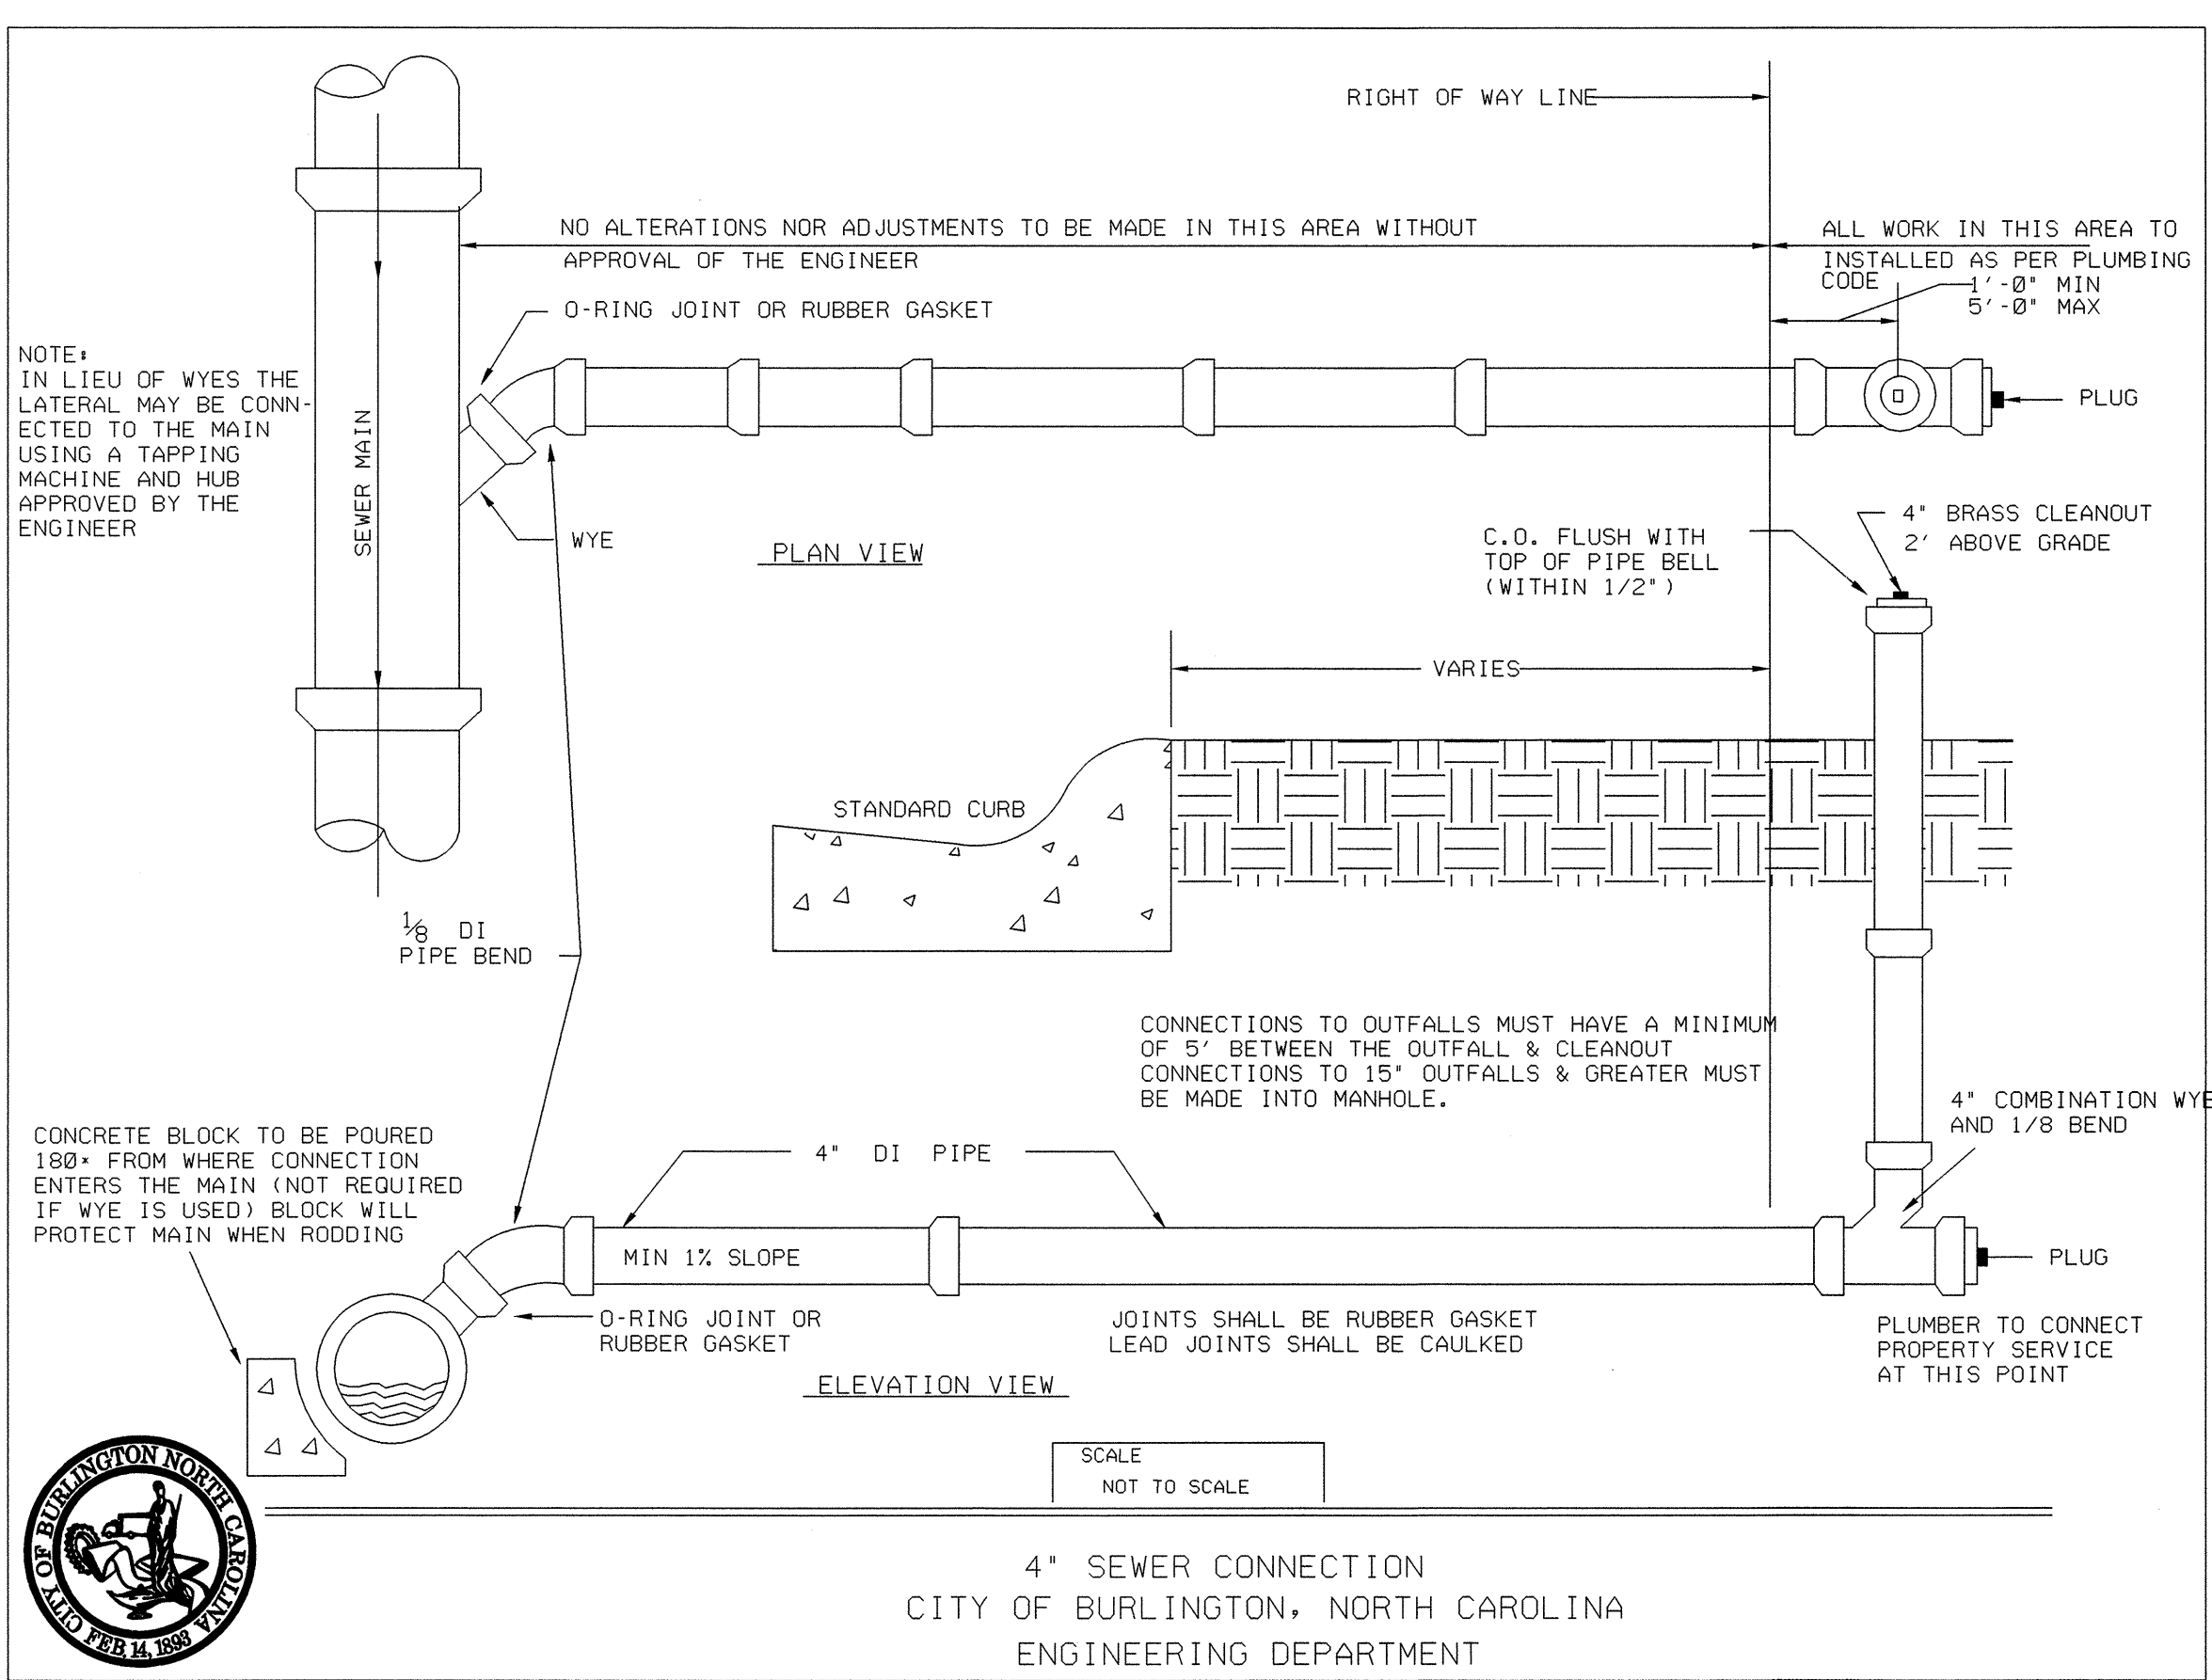 RIGHT OF WAY LINE
NO ALTERATIONS NOR ADJUSTMENTS TO BE MADE IN THIS AREA WITHOUT
APPROVAL OF THE ENGINEER
ALL WORK IN THIS AREA TO
INSTALLED AS PER PLUMBING
CODE
1'-0" MIN
5'-0" MAX
O-RING JOINT OR RUBBER GASKET
NOTE:
IN LIEU OF WYES THE
LATERAL MAY BE CONN-
ECTED TO THE MAIN
USING A TAPPING
MACHINE AND HUB
APPROVED BY THE
ENGINEER
SEWER MAIN
PLUG
WYE
PLAN VIEW
C.O. FLUSH WITH
TOP OF PIPE BELL
(WITHIN 1/2")
4" BRASS CLEANOUT
2' ABOVE GRADE
VARIES
STANDARD CURB
1/8 DI
PIPE BEND
CONNECTIONS TO OUTFALLS MUST HAVE A MINIMUM
OF 5' BETWEEN THE OUTFALL & CLEANOUT
CONNECTIONS TO 15" OUTFALLS & GREATER MUST
BE MADE INTO MANHOLE.
4" COMBINATION WYE
AND 1/8 BEND
CONCRETE BLOCK TO BE POURED
180* FROM WHERE CONNECTION
ENTERS THE MAIN (NOT REQUIRED
IF WYE IS USED) BLOCK WILL
PROTECT MAIN WHEN RODDING
4" DI PIPE
MIN 1% SLOPE
PLUG
O-RING JOINT OR
RUBBER GASKET
JOINTS SHALL BE RUBBER GASKET
LEAD JOINTS SHALL BE CAULKED
PLUMBER TO CONNECT
PROPERTY SERVICE
AT THIS POINT
ELEVATION VIEW
SCALE
NOT TO SCALE
CITY OF BURLINGTON NORTH CAROLINA
FEB. 14, 1893
4" SEWER CONNECTION
CITY OF BURLINGTON, NORTH CAROLINA
ENGINEERING DEPARTMENT